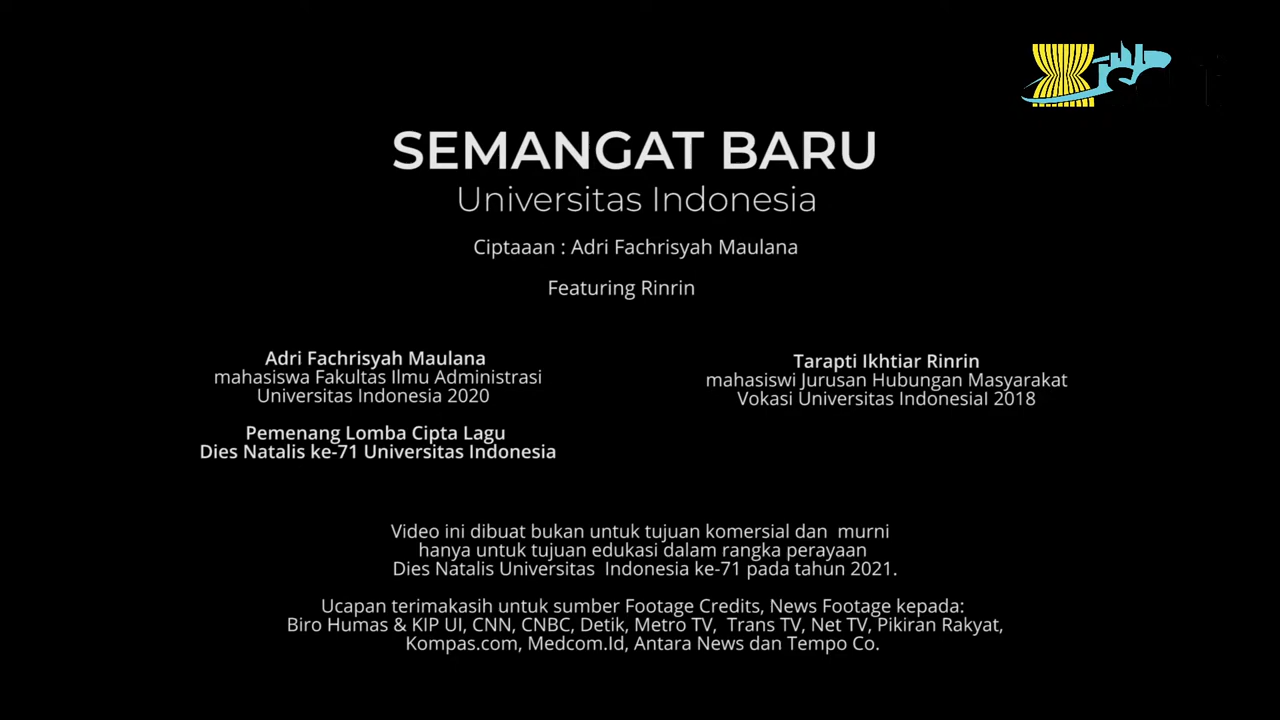 SEMANGAT BARU
Universitas Indonesia
Ciptaaan : Adri Fachrisyah Maulana
Featuring Rinrin
Adri Fachrisyah Maulana
mahasiswa Fakultas Ilmu Administrasi
Universitas Indonesia 2020
Pemenang Lomba Cipta Lagu
Dies Natalis ke-71 Universitas Indonesia
Tarapti Ikhtiar Rinrin
mahasiswi Jurusan Hubungan Masyarakat
Vokasi Universitas Indonesial 2018
Video ini dibuat bukan untuk tujuan komersial dan murni
hanya untuk tujuan edukasi dalam rangka perayaan
Dies Natalis Universitas Indonesia ke-71 pada tahun 2021.
Ucapan terimakasih untuk sumber Footage Credits, News Footage kepada:
Biro Humas & KIP UI, CNN, CNBC, Detik, Metro TV, Trans TV, Net TV, Pikiran Rakyat,
Kompas.com, Medcom.Id, Antara News dan Tempo Co.